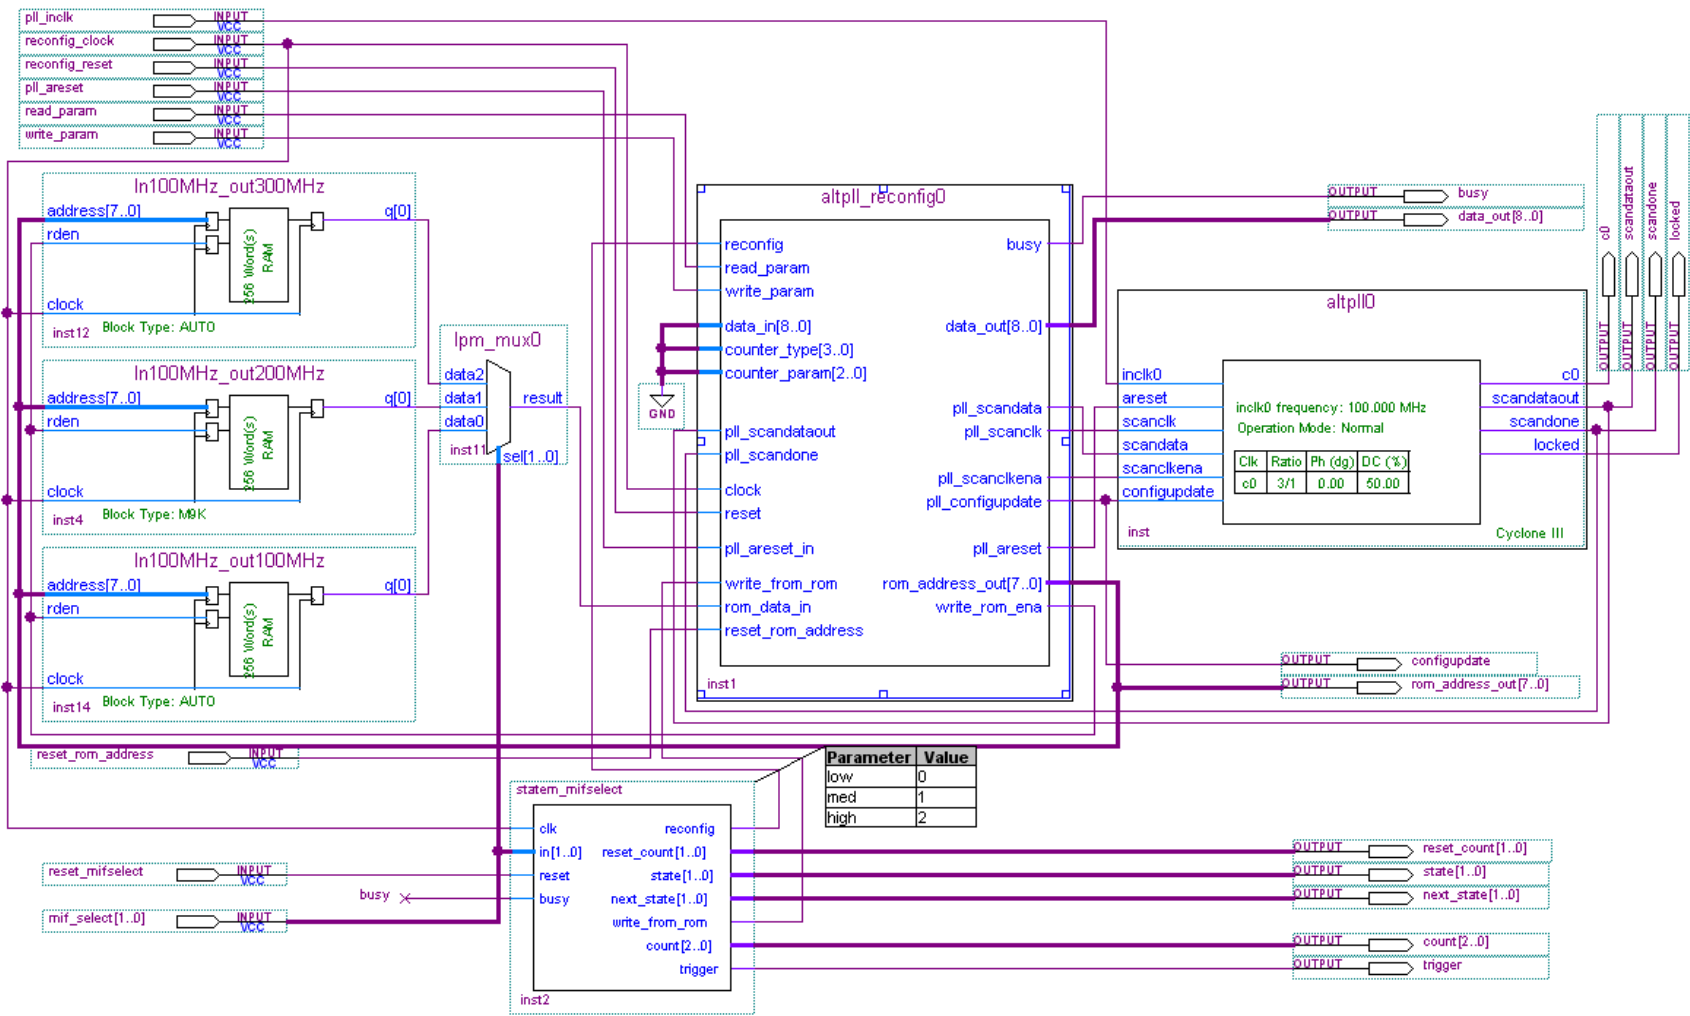 pll_inclk INPUT VCC
reconfig_clock INPUT VCC
reconfig_reset INPUT VCC
pll_areset INPUT VCC
read_param INPUT VCC
write_param INPUT VCC
In100MHz_out300MHz
address[7..0] q[0]
rden
256 Word(s)
RAM
clock
inst12 Block Type: AUTO
In100MHz_out200MHz
address[7..0] q[0]
rden
256 Word(s)
RAM
clock
inst4 Block Type: M9K
In100MHz_out100MHz
address[7..0] q[0]
rden
256 Word(s)
RAM
clock
inst14 Block Type: AUTO
lpm_mux0
data2
data1 result
data0
inst11 sel[1..0]
altpll_reconfig0
reconfig busy
read_param
write_param
data_in[8..0] data_out[8..0]
counter_type[3..0]
counter_param[2..0]
GND
pll_scandata
pll_scandataout pll_scanclk
pll_scandone
pll_scanclkena
clock pll_configupdate
reset
pll_areset_in pll_areset
write_from_rom rom_address_out[7..0]
rom_data_in write_rom_ena
reset_rom_address
inst1
OUTPUT busy
OUTPUT data_out[8..0]
c0 OUTPUT
scandataout OUTPUT
scandone OUTPUT
locked OUTPUT
altpll0
inclk0 c0
areset scandataout
scanclk scandone
scandata locked
scanclkena
configupdate
inclk0 frequency: 100.000 MHz
Operation Mode: Normal
Clk Ratio Ph (dg) DC (%)
c0 3/1 0.00 50.00
inst Cyclone III
OUTPUT configupdate
OUTPUT rom_address_out[7..0]
reset_rom_address INPUT VCC
Parameter Value
low 0
med 1
high 2
statem_mifselect
clk reconfig
in[1..0] reset_count[1..0]
reset state[1..0]
busy next_state[1..0]
write_from_rom
count[2..0]
trigger
inst2
reset_mifselect INPUT VCC
busy
mif_select[1..0] INPUT VCC
OUTPUT reset_count[1..0]
OUTPUT state[1..0]
OUTPUT next_state[1..0]
OUTPUT count[2..0]
OUTPUT trigger